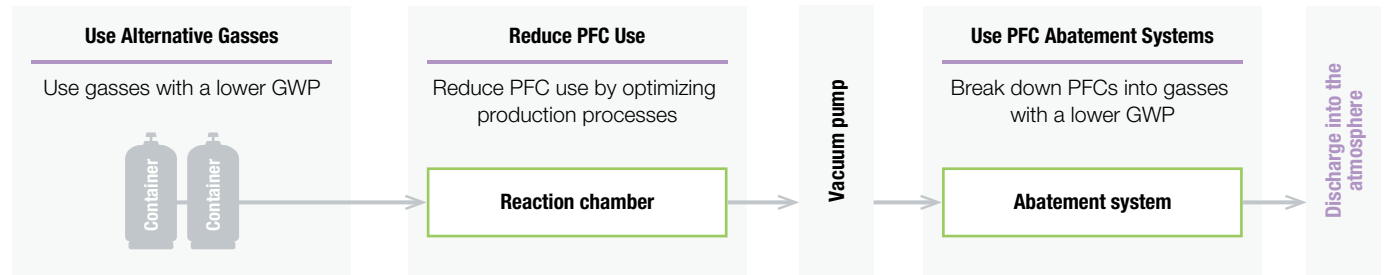 Use Alternative Gasses
Use gasses with a lower GWP
Container
Container
Reduce PFC Use
Reduce PFC use by optimizing
production processes
Reaction chamber
Vacuum pump
Use PFC Abatement Systems
Break down PFCs into gasses
with a lower GWP
Abatement system
Discharge into the
atmosphere